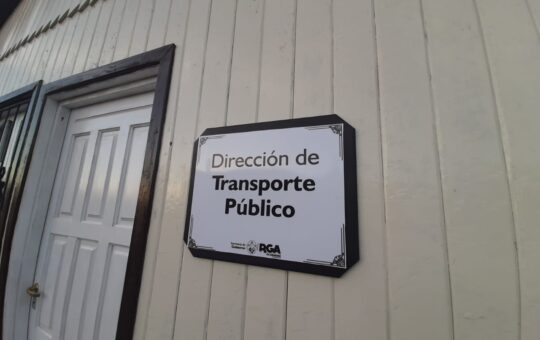 Dirección de
Transporte
Público
RGA